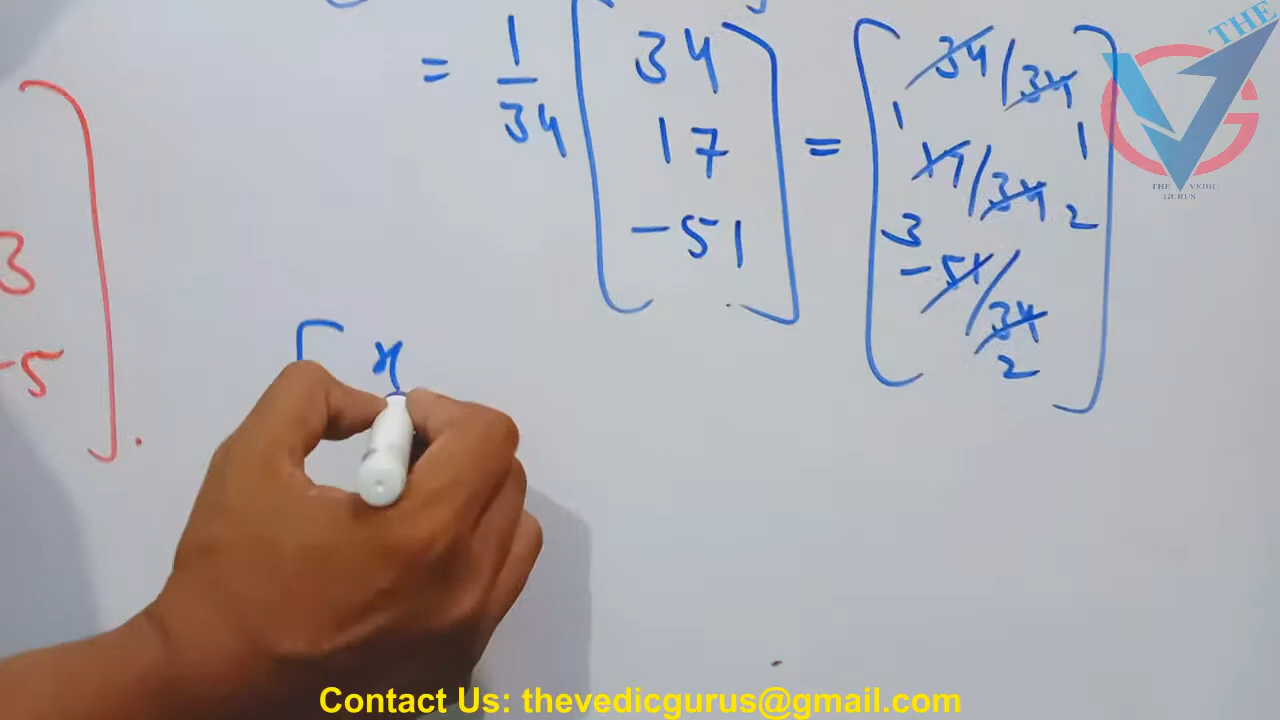 = 1/34 [ 34 ] = [ 34/34 ]
1 1
17 17/34 2
3
-51 -51/34
2
3
-5
[ x
THE
VG
THE VEDIC
GURUS
Contact Us: thevedicgurus@gmail.com